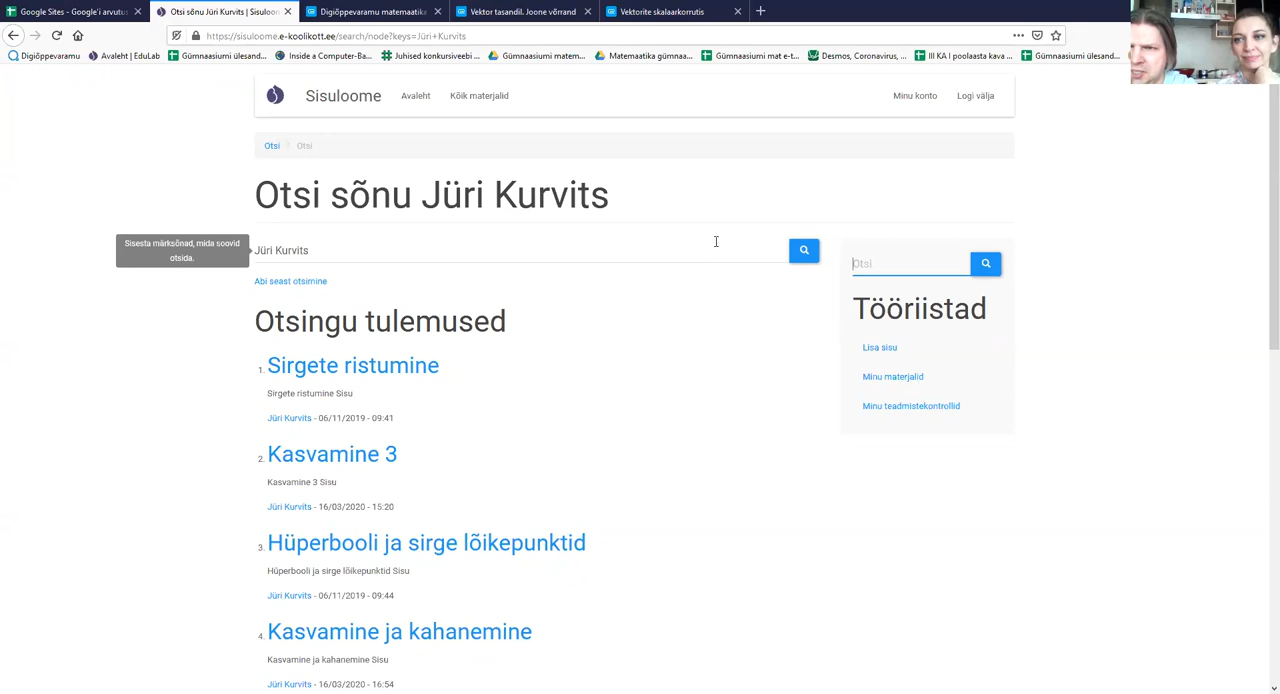 Google Sites - Google'i arvutus
Otsi sõnu Jüri Kurvits | Sisuloom
Digiõppevaramu matemaatika
Vektor tasandil. Joone võrrand
Vektorite skalaarkorrutis
https://sisuloome.e-koolikott.ee/search/node?keys=Jüri+Kurvits
Digiõppevaramu
Avaleht | EduLab
Gümnaasiumi ülesand...
Inside a Computer-Ba...
Juhised kõnkursiveebi ...
Gümnaasiumi matem...
Matemaatika gümnaa...
Gümnaasiumi mat e-t...
Desmos, Coronavirus, ...
III KA I poolaasta kava ...
Gümnaasiumi ülesand...
Sisuloome
Avaleht
Kõik materjalid
Minu konto
Logi välja
Otsi
Otsi
Otsi sõnu Jüri Kurvits
Sisesta märksõnad, mida soovid
otsida.
Jüri Kurvits
Abi seast otsimine
Otsingu tulemused
1. Sirgete ristumine
Sirgete ristumine Sisu
Jüri Kurvits - 06/11/2019 - 09:41
2. Kasvamine 3
Kasvamine 3 Sisu
Jüri Kurvits - 16/03/2020 - 15:20
3. Hüperbooli ja sirge lõikepunktid
Hüperbooli ja sirge lõikepunktid Sisu
Jüri Kurvits - 06/11/2019 - 09:44
4. Kasvamine ja kahanemine
Kasvamine ja kahanemine Sisu
Jüri Kurvits - 16/03/2020 - 16:54
Otsi
Tööriistad
Lisa sisu
Minu materjalid
Minu teadmistekontrollid